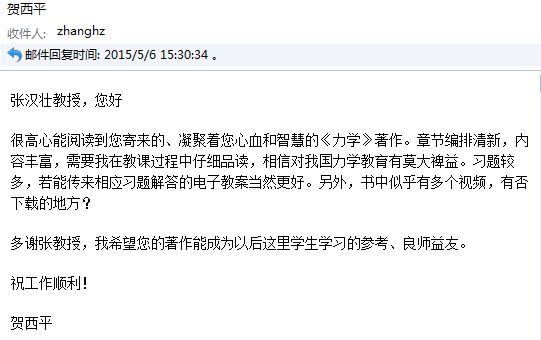 贺西平
收件人： zhanghz
邮件回复时间: 2015/5/6 15:30:34 。
张汉壮教授，您好
很高心能阅读到您寄来的、凝聚着您心血和智慧的《力学》著作。章节编排清新，内
容丰富，需要我在教课过程中仔细品读，相信对我国力学教育有莫大裨益。习题较
多，若能传来相应习题解答的电子教案当然更好。另外，书中似乎有多个视频，有否
下载的地方？
多谢张教授，我希望您的著作能成为以后这里学生学习的参考、良师益友。
祝工作顺利！
贺西平